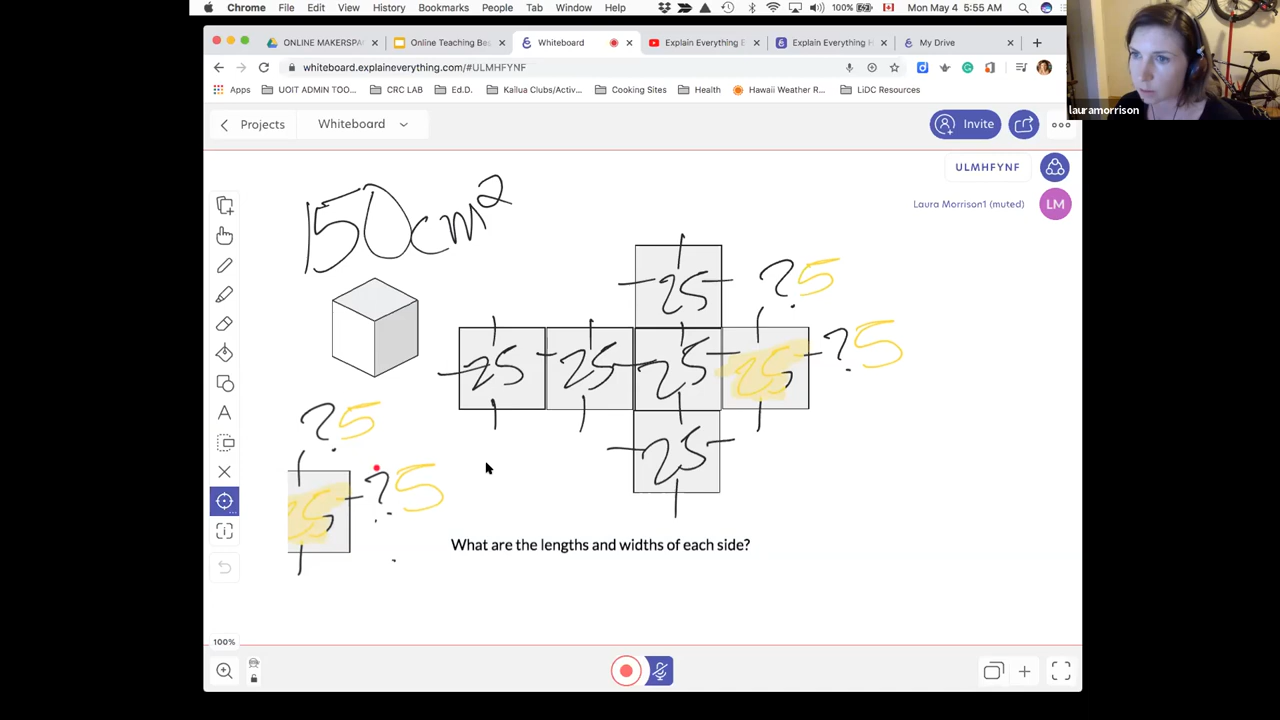 Chrome File Edit View History Bookmarks People Tab Window Help 100% Mon May 4 5:55 AM
ONLINE MAKERSPA Online Teaching Bes Whiteboard Explain Everything E Explain Everything H My Drive
whiteboard.explaineverything.com/#ULMHFYNF
Apps UOIT ADMIN TOO... CRC LAB Ed.D. Kailua Clubs/Activ... Cooking Sites Health Hawaii Weather R... LiDC Resources
lauramorrison
Projects Whiteboard Invite
ULMHFYNF
Laura Morrison1 (muted) LM
150cm²
25 ?5
25 25 25 25 ?5
25
?5
25 ?5
What are the lengths and widths of each side?
A
100%